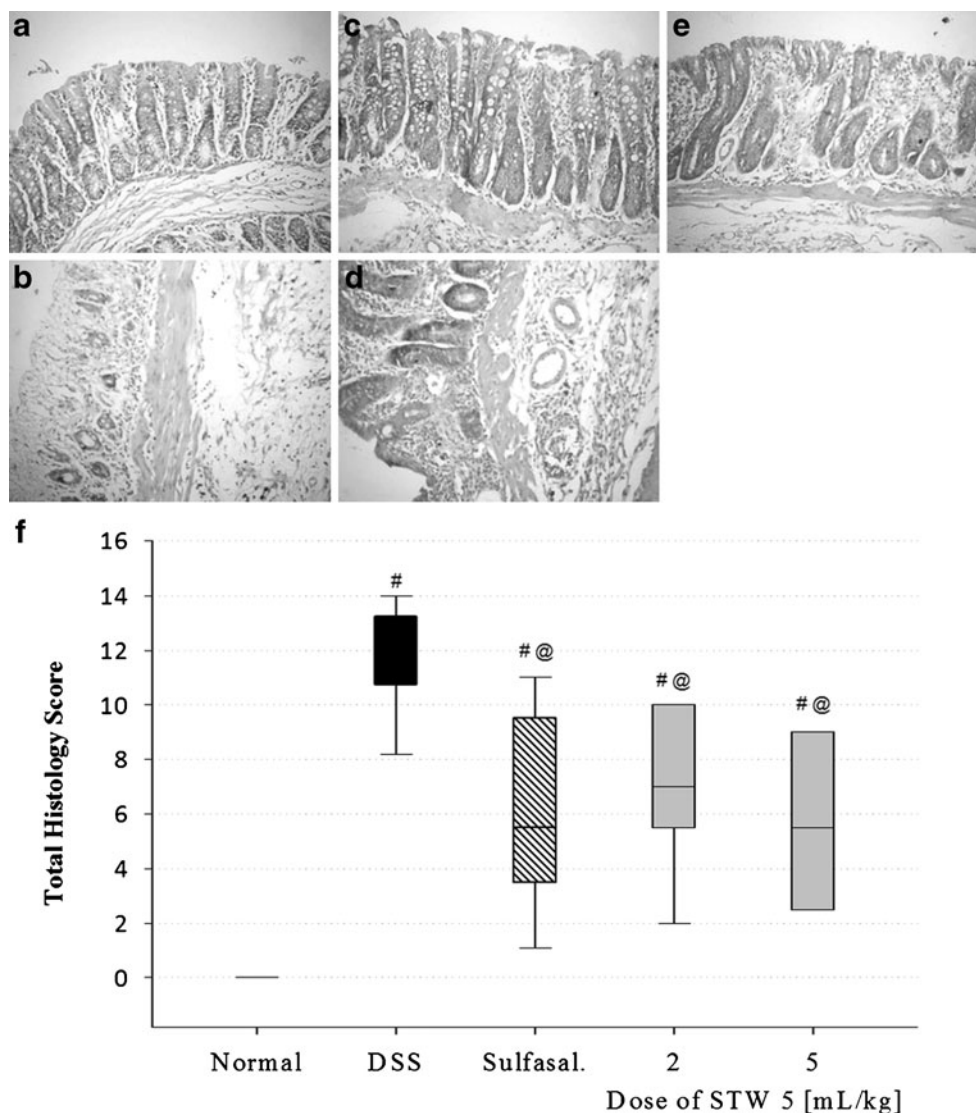 a
c
e
b
d
f
16
14
12
10
8
6
4
2
0
Total Histology Score
#
# @
# @
# @
Normal
DSS
Sulfasal.
2
5
Dose of STW 5 [mL/kg]